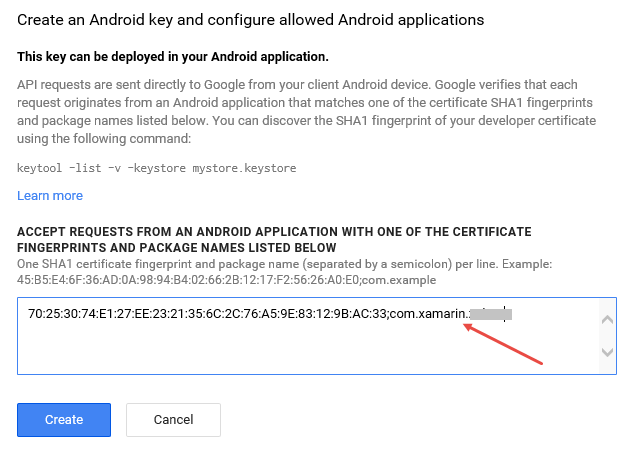 Create an Android key and configure allowed Android applications
This key can be deployed in your Android application.
API requests are sent directly to Google from your client Android device. Google verifies that each
request originates from an Android application that matches one of the certificate SHA1 fingerprints
and package names listed below. You can discover the SHA1 fingerprint of your developer certificate
using the following command:
keytool -list -v -keystore mystore.keystore
Learn more
ACCEPT REQUESTS FROM AN ANDROID APPLICATION WITH ONE OF THE CERTIFICATE
FINGERPRINTS AND PACKAGE NAMES LISTED BELOW
One SHA1 certificate fingerprint and package name (separated by a semicolon) per line. Example:
45:B5:E4:6F:36:AD:0A:98:94:B4:02:66:2B:12:17:F2:56:26:A0:E0;com.example
70:25:30:74:E1:27:EE:23:21:35:6C:2C:76:A5:9E:83:12:9B:AC:33;com.xamarin.
Create
Cancel